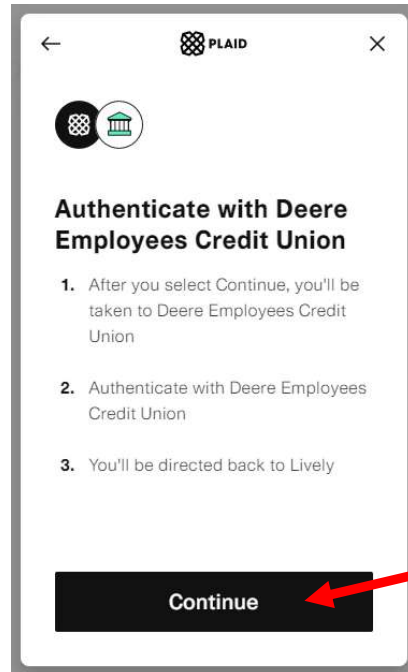 PLAID
Authenticate with Deere
Employees Credit Union
1. After you select Continue, you'll be
taken to Deere Employees Credit
Union
2. Authenticate with Deere Employees
Credit Union
3. You'll be directed back to Lively
Continue